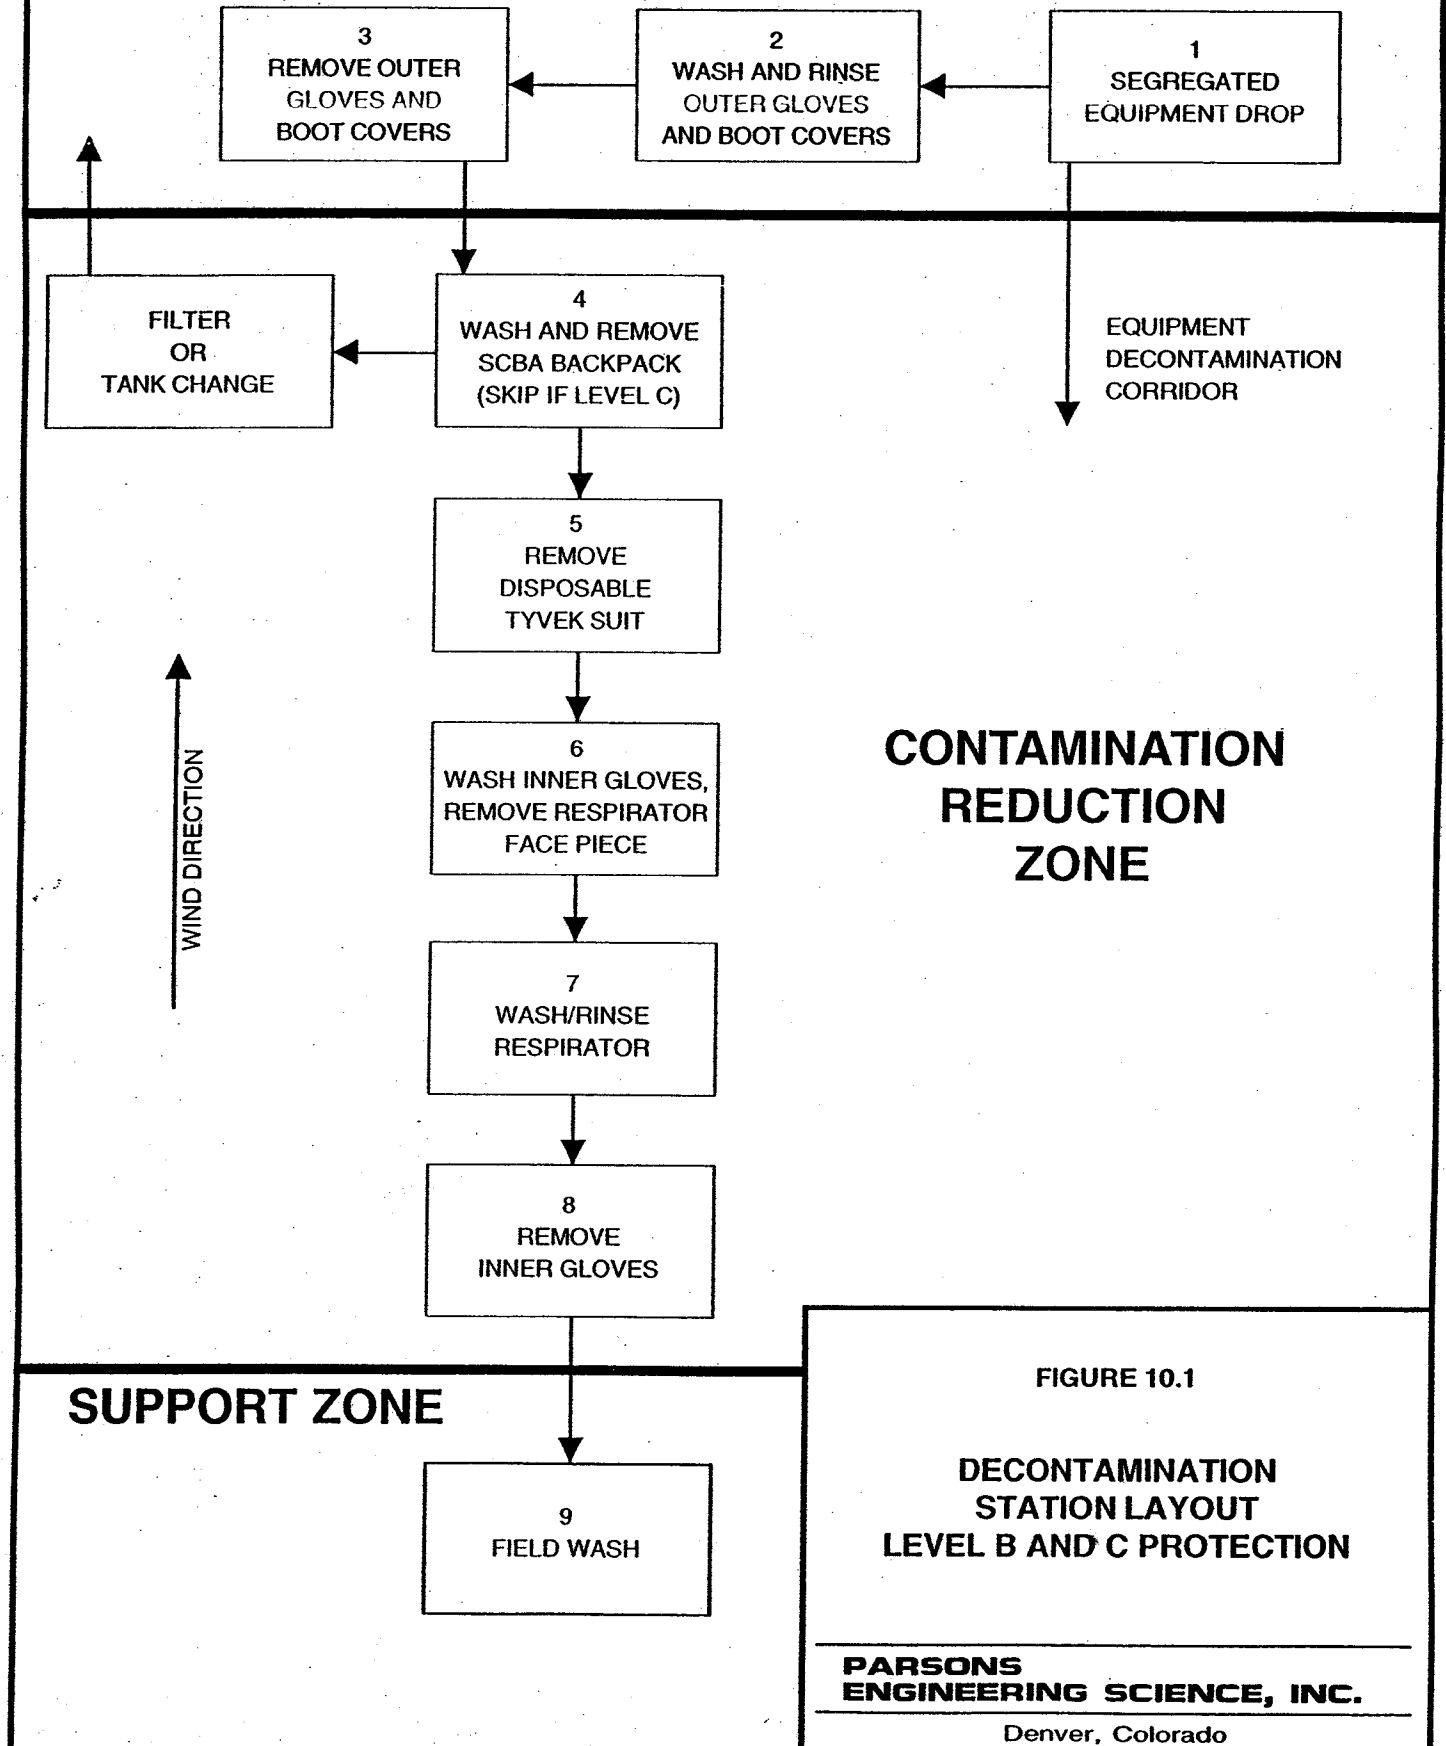 3
REMOVE OUTER
GLOVES AND
BOOT COVERS
2
WASH AND RINSE
OUTER GLOVES
AND BOOT COVERS
1
SEGREGATED
EQUIPMENT DROP
FILTER
OR
TANK CHANGE
4
WASH AND REMOVE
SCBA BACKPACK
(SKIP IF LEVEL C)
EQUIPMENT
DECONTAMINATION
CORRIDOR
5
REMOVE
DISPOSABLE
TYVEK SUIT
WIND DIRECTION
6
WASH INNER GLOVES,
REMOVE RESPIRATOR
FACE PIECE
CONTAMINATION
REDUCTION
ZONE
7
WASH/RINSE
RESPIRATOR
8
REMOVE
INNER GLOVES
SUPPORT ZONE
9
FIELD WASH
FIGURE 10.1
DECONTAMINATION
STATION LAYOUT
LEVEL B AND C PROTECTION
PARSONS
ENGINEERING SCIENCE, INC.
Denver, Colorado